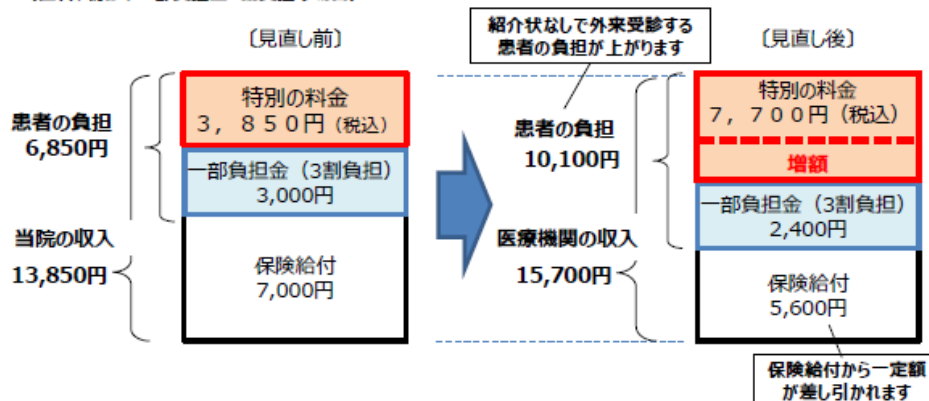 〔見直し前〕
特別の料金
3，850円（税込）
患者の負担
6,850円
一部負担金（3割負担）
3,000円
当院の収入
13,850円
保険給付
7,000円
紹介状なしで外来受診する
患者の負担が上がります
〔見直し後〕
特別の料金
7，700円（税込）
増額
患者の負担
10,100円
一部負担金（3割負担）
2,400円
医療機関の収入
15,700円
保険給付
5,600円
保険給付から一定額
が差し引かれます